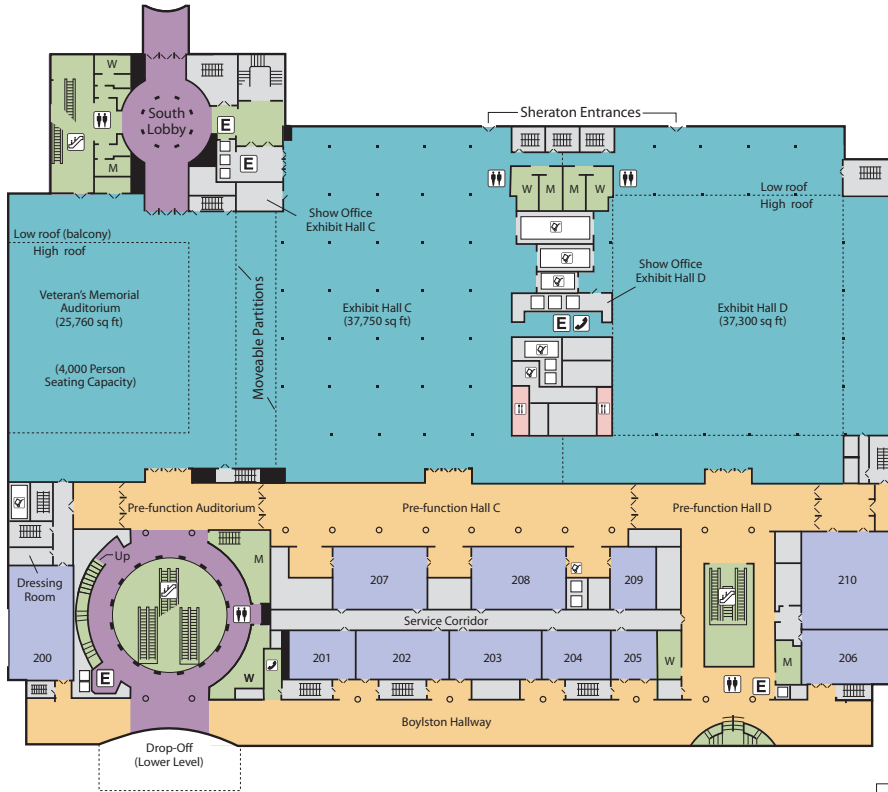 W
South
Lobby
E
M
E
Sheraton Entrances
W
M
M
W
Show Office
Exhibit Hall C
Low roof
High roof
Low roof (balcony)
High roof
Show Office
Exhibit Hall D
Veteran's Memorial
Auditorium
(25,760 sq ft)
Moveable Partitions
Exhibit Hall C
(37,750 sq ft)
Exhibit Hall D
(37,300 sq ft)
E
(4,000 Person
Seating Capacity)
Pre-function Auditorium
Pre-function Hall C
Pre-function Hall D
Up
M
Dressing
Room
207
208
209
210
Service Corridor
200
201
202
203
204
205
W
M
206
E
W
E
Boylston Hallway
Drop-Off
(Lower Level)